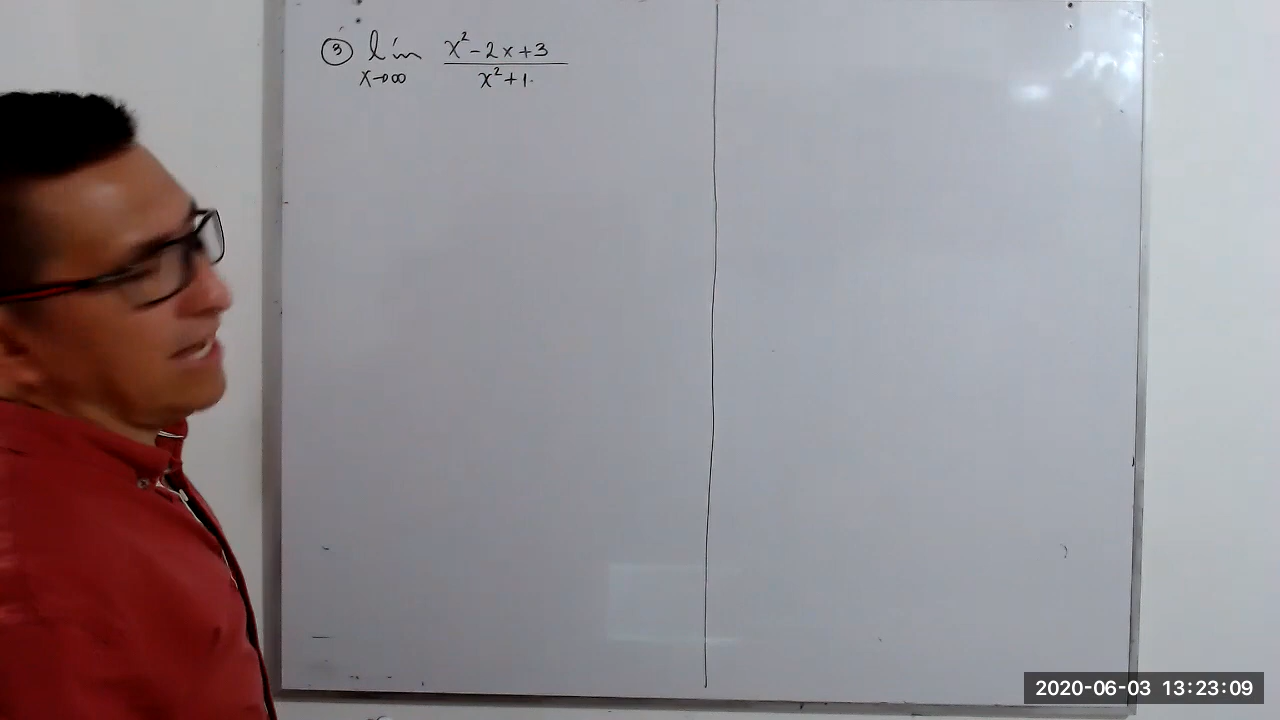 ③ lím x→∞ x²-2x+3 / x²+1
2020-06-03 13:23:09